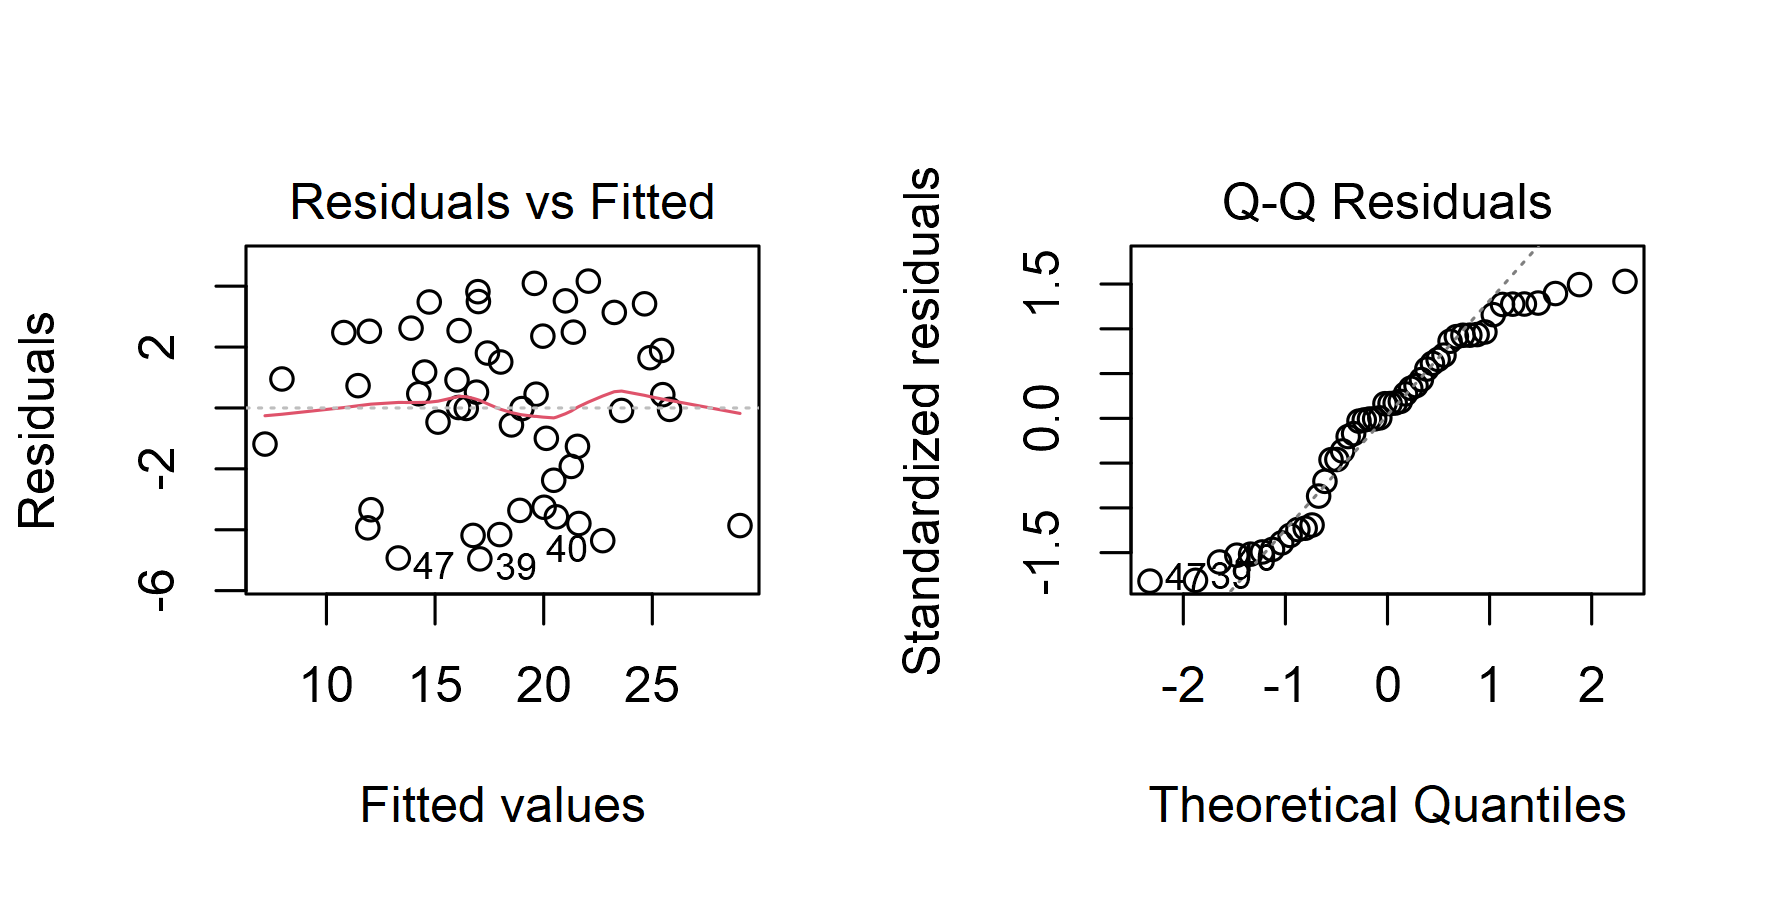 Residuals vs Fitted
Residuals
2
-2
-6
47
39
40
10 15 20 25
Fitted values
Q-Q Residuals
Standardized residuals
1.5
0.0
-1.5
47
39
-2 -1 0 1 2
Theoretical Quantiles